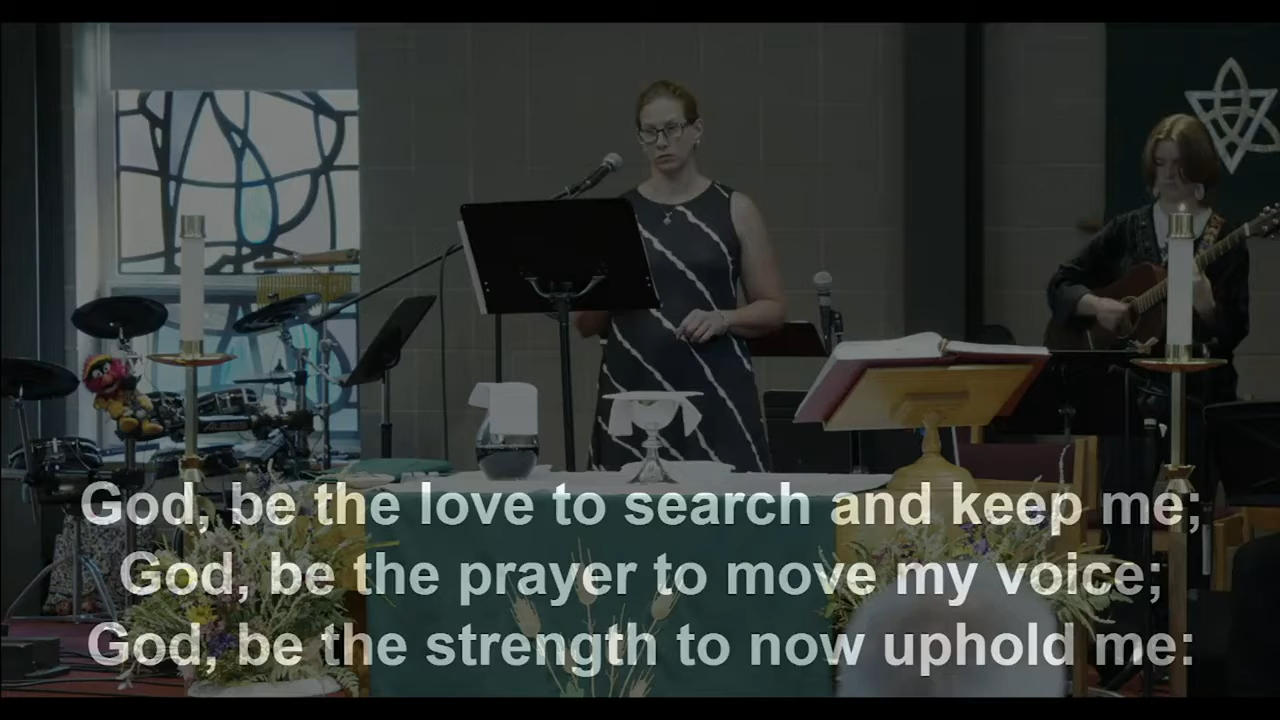 God, be the love to search and keep me;
God, be the prayer to move my voice;
God, be the strength to now uphold me: